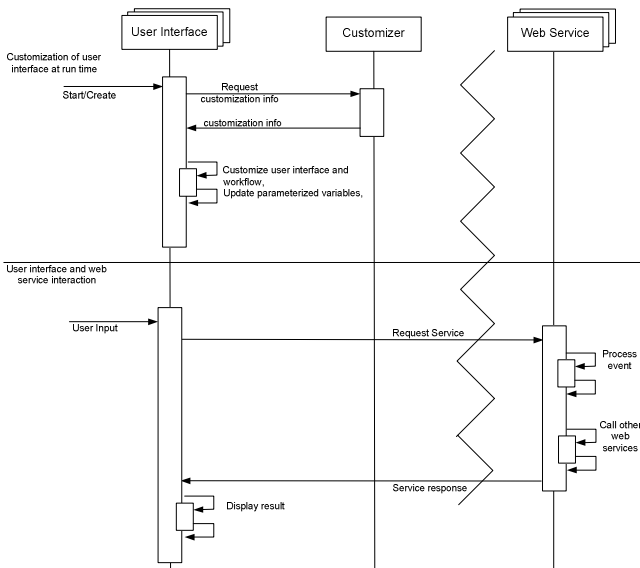 User Interface
Customizer
Web Service
Customization of user
interface at run time
Start/Create
Request
customization info
customization info
Customize user interface and
workflow,
Update parameterized variables,
User interface and web
service interaction
User Input
Request Service
Process
event
Call other
web
services
Service response
Display result